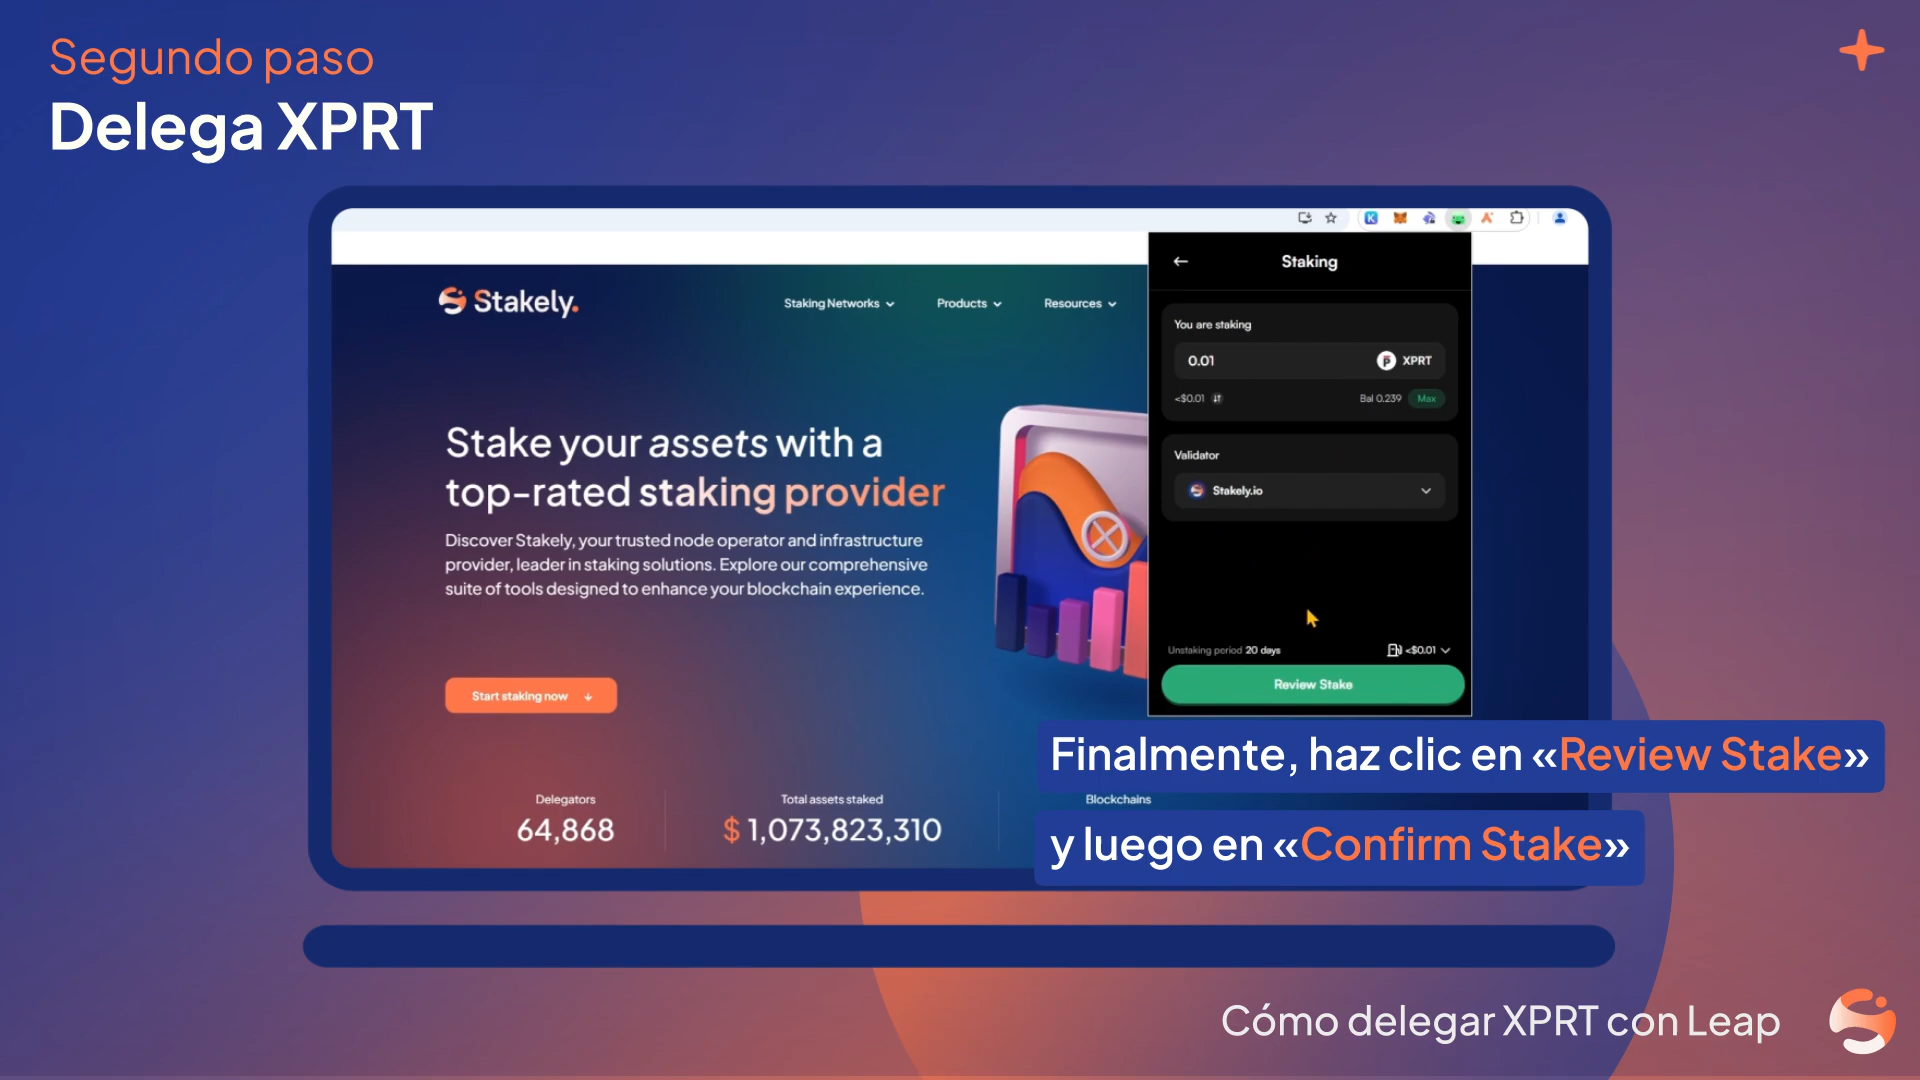 Segundo paso
Delega XPRT
Stakely.
Staking Networks
Products
Resources
Stake your assets with a
top-rated staking provider
Discover Stakely, your trusted node operator and infrastructure
provider, leader in staking solutions. Explore our comprehensive
suite of tools designed to enhance your blockchain experience.
Start staking now
Delegators
64,868
Total assets staked
$ 1,073,823,310
Blockchains
Staking
You are staking
0.01
XPRT
<$0.01
Bal 0.239
Max
Validator
Stakely.io
Unstaking period 20 days
<$0.01
Review Stake
Finalmente, haz clic en «Review Stake»
y luego en «Confirm Stake»
Cómo delegar XPRT con Leap